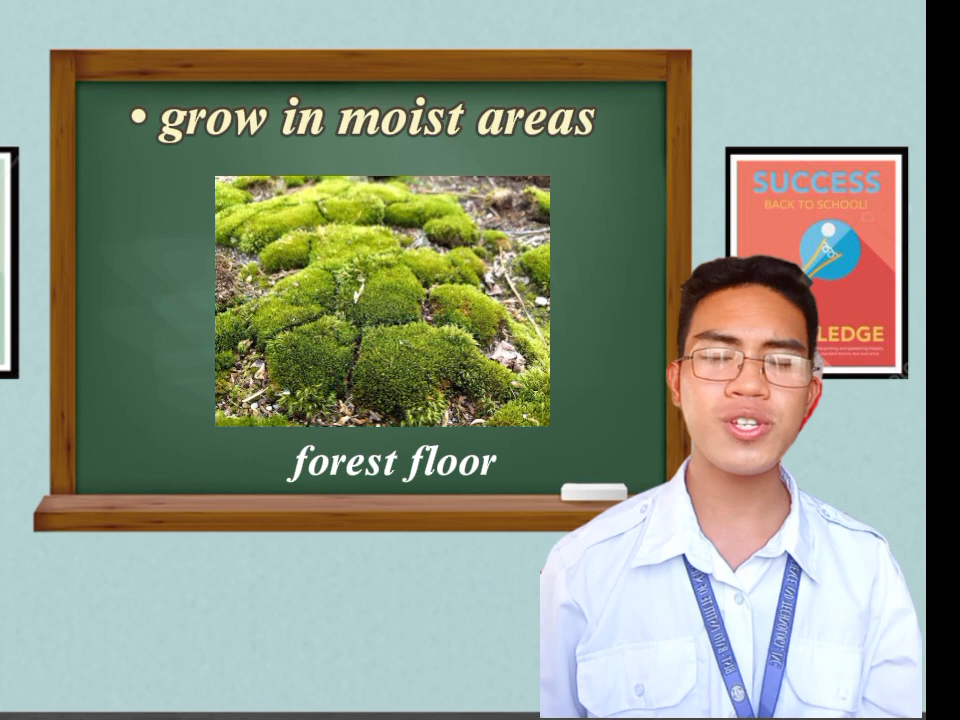 • grow in moist areas
forest floor
SUCCESS
BACK TO SCHOOL!
LEDGE